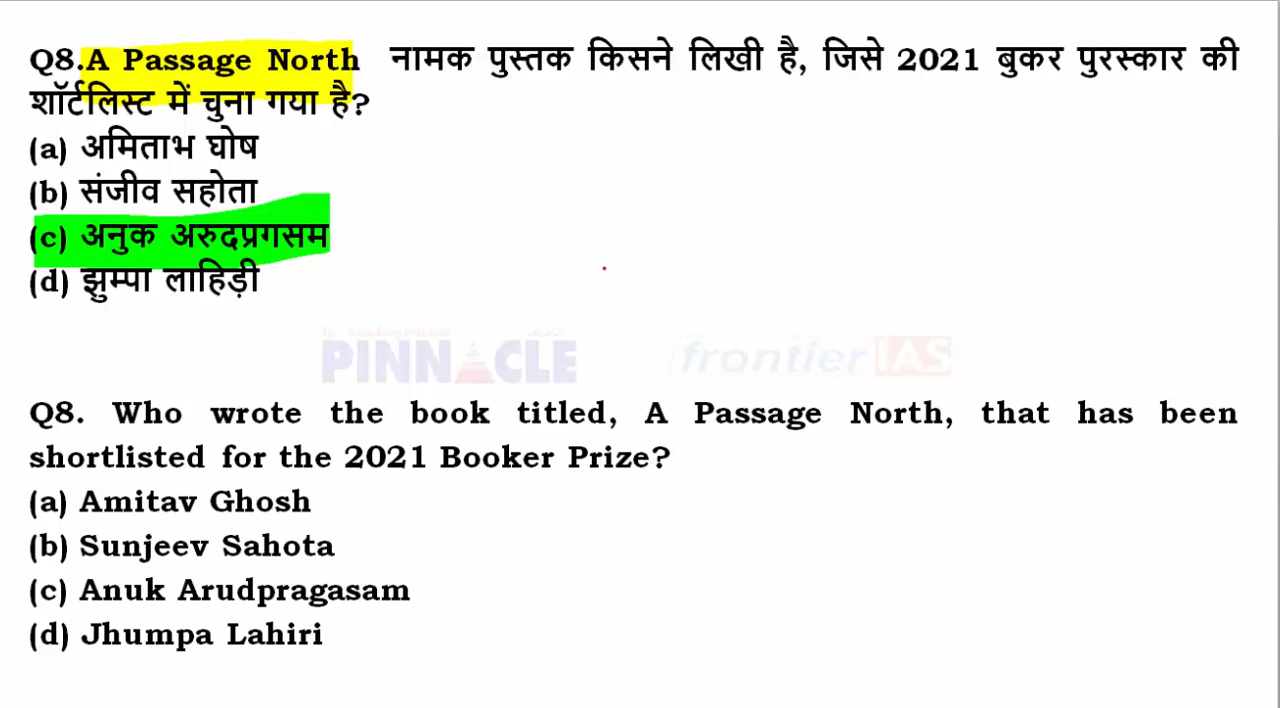 Q8.A Passage North नामक पुस्तक किसने लिखी है, जिसे 2021 बुकर पुरस्कार की
शॉर्टलिस्ट में चुना गया है?
(a) अमिताभ घोष
(b) संजीव सहोता
(c) अनुक अरुदप्रगसम
(d) झुम्पा लाहिड़ी
PINNACLE frontier IAS
Q8. Who wrote the book titled, A Passage North, that has been
shortlisted for the 2021 Booker Prize?
(a) Amitav Ghosh
(b) Sunjeev Sahota
(c) Anuk Arudpragasam
(d) Jhumpa Lahiri